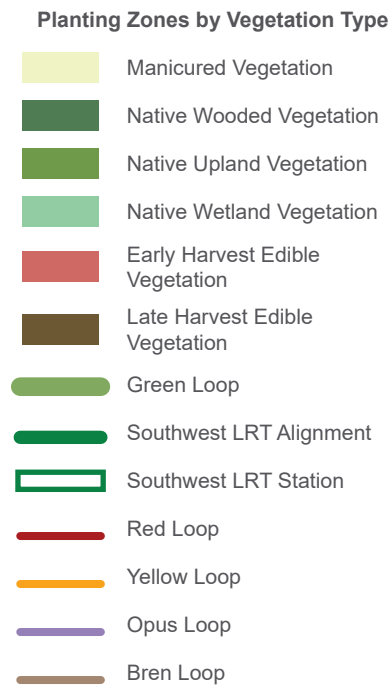 Planting Zones by Vegetation Type
Manicured Vegetation
Native Wooded Vegetation
Native Upland Vegetation
Native Wetland Vegetation
Early Harvest Edible
Vegetation
Late Harvest Edible
Vegetation
Green Loop
Southwest LRT Alignment
Southwest LRT Station
Red Loop
Yellow Loop
Opus Loop
Bren Loop